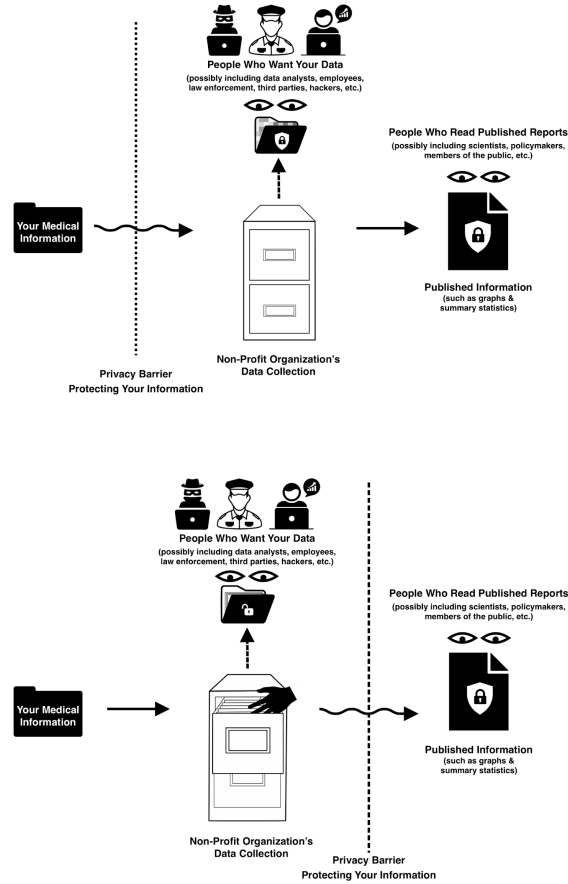 People Who Want Your Data
(possibly including data analysts, employees,
law enforcement, third parties, hackers, etc.)
People Who Read Published Reports
(possibly including scientists, policymakers,
members of the public, etc.)
Your Medical
Information
Published Information
(such as graphs &
summary statistics)
Non-Profit Organization's
Data Collection
Privacy Barrier
Protecting Your Information
People Who Want Your Data
(possibly including data analysts, employees,
law enforcement, third parties, hackers, etc.)
People Who Read Published Reports
(possibly including scientists, policymakers,
members of the public, etc.)
Your Medical
Information
Published Information
(such as graphs &
summary statistics)
Non-Profit Organization's
Data Collection
Privacy Barrier
Protecting Your Information